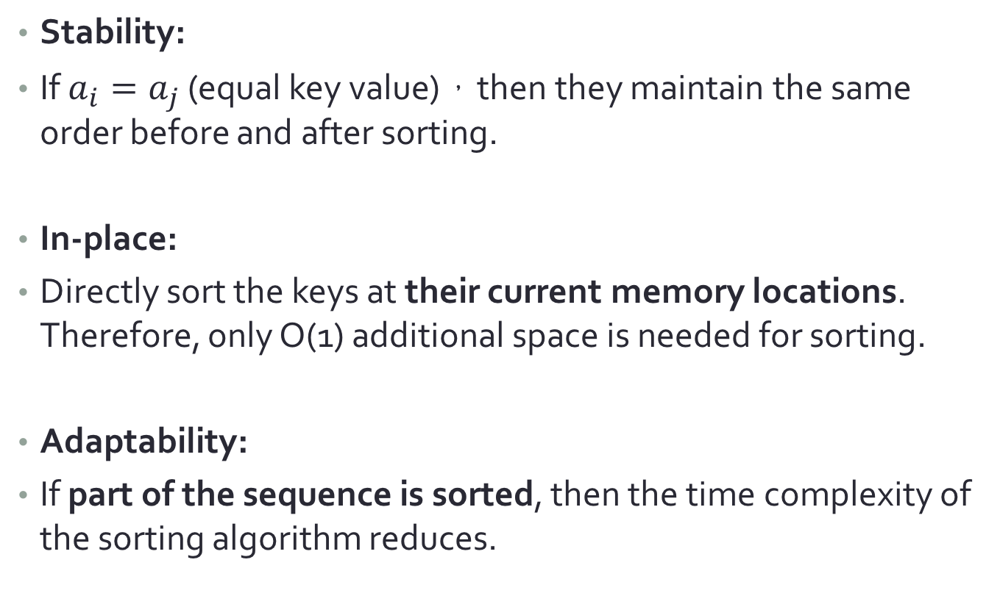 • Stability:
• If aᵢ = aⱼ (equal key value)，then they maintain the same
order before and after sorting.
• In-place:
• Directly sort the keys at their current memory locations.
Therefore, only O(1) additional space is needed for sorting.
• Adaptability:
• If part of the sequence is sorted, then the time complexity of
the sorting algorithm reduces.